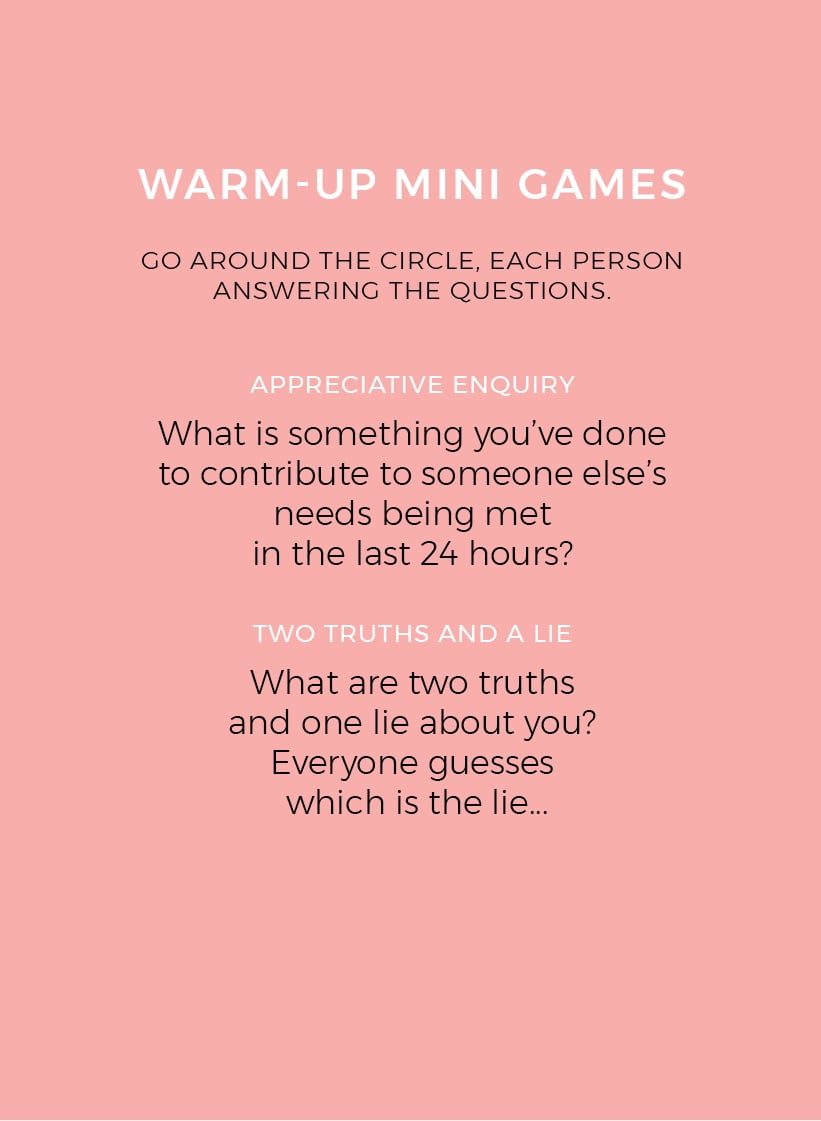 WARM-UP MINI GAMES
GO AROUND THE CIRCLE, EACH PERSON
ANSWERING THE QUESTIONS.
APPRECIATIVE ENQUIRY
What is something you’ve done
to contribute to someone else’s
needs being met
in the last 24 hours?
TWO TRUTHS AND A LIE
What are two truths
and one lie about you?
Everyone guesses
which is the lie...